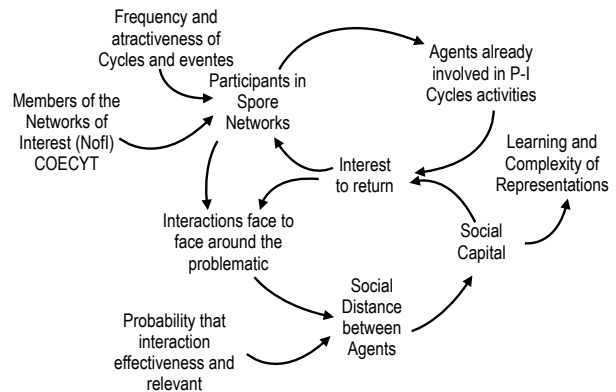 Frequency and
atractiveness of
Cycles and eventes
Participants in
Spore
Networks
Agents already
involved in P-I
Cycles activities
Members of the
Networks of
Interest (NofI)
COECYT
Learning and
Complexity of
Representations
Interest
to return
Interactions face to
face around the
problematic
Social
Capital
Social
Distance
between
Agents
Probability that
interaction
effectiveness and
relevant